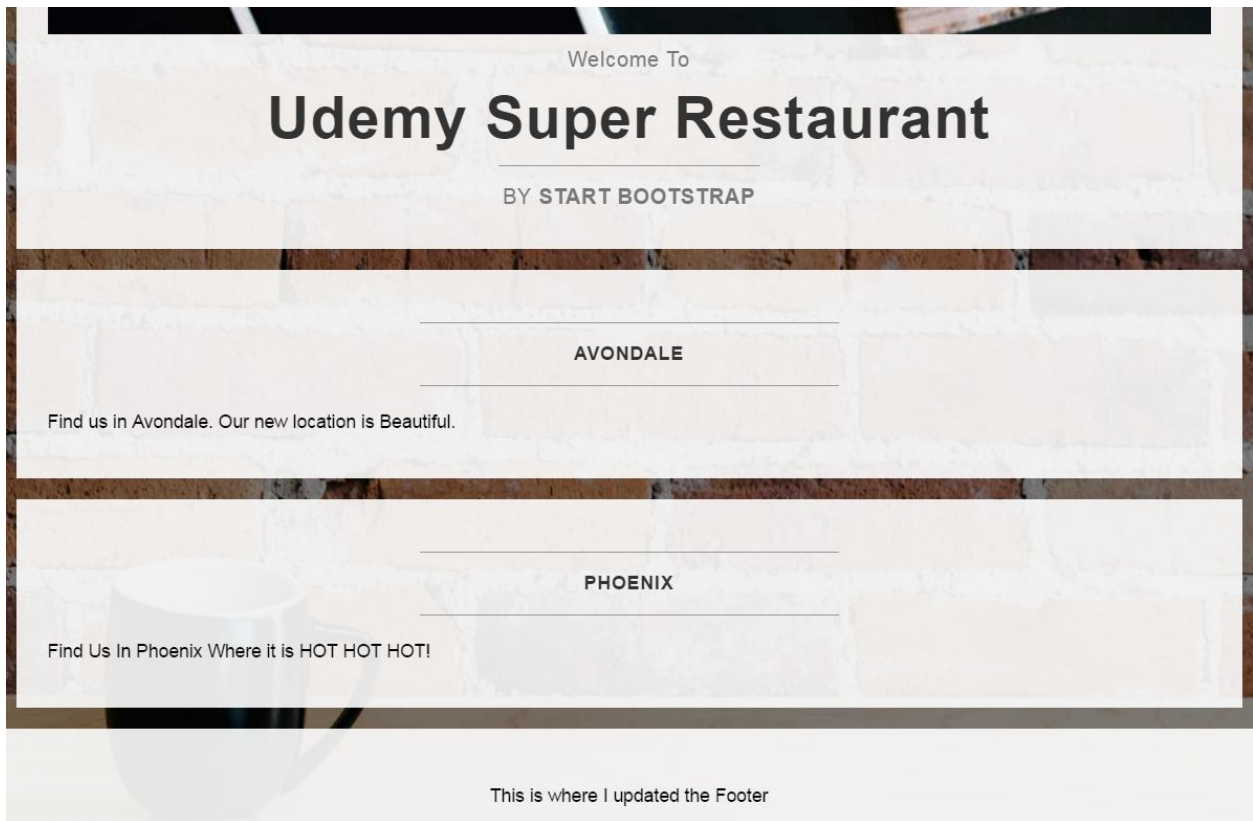 Welcome To
Udemy Super Restaurant
BY START BOOTSTRAP
AVONDALE
Find us in Avondale. Our new location is Beautiful.
PHOENIX
Find Us In Phoenix Where it is HOT HOT HOT!
This is where I updated the Footer